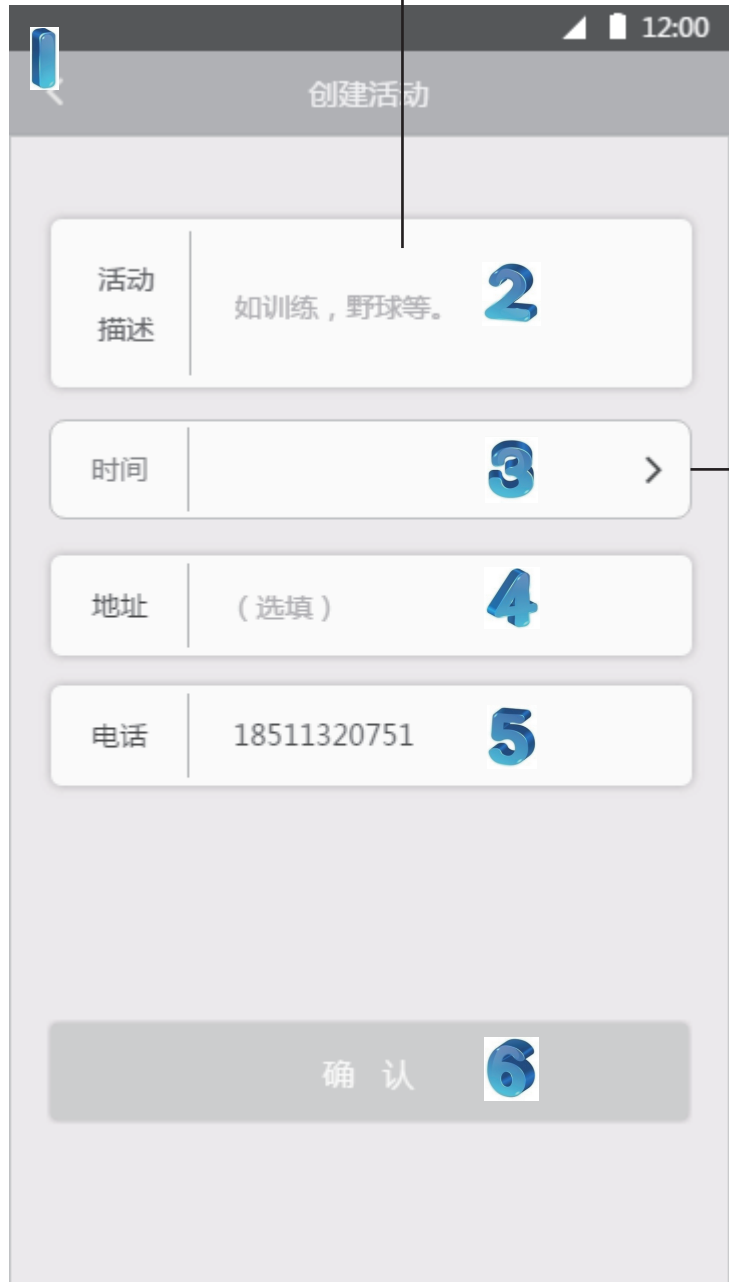 12:00
1
创建活动
活动
描述
如训练，野球等。
2
时间
3
地址
（选填）
4
电话
18511320751
5
确 认
6